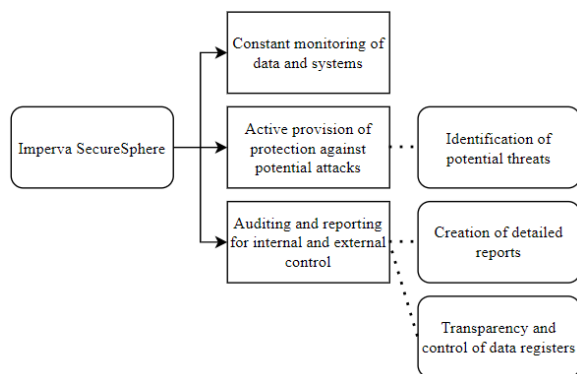 Constant monitoring of
data and systems
Imperva SecureSphere
Active provision of
protection against
potential attacks
Identification of
potential threats
Auditing and reporting
for internal and external
control
Creation of detailed
reports
Transparency and
control of data registers